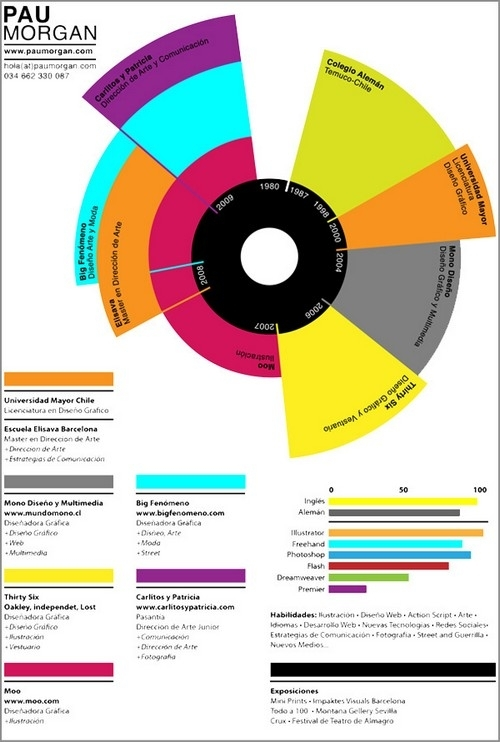 PAU
MORGAN
www.paumorgan.com
hola(at)paumorgan.com
034 662 330 087
Carlitos y Patricia
Dirección de Arte y Comunicación
Colegio Alemán
Temuco-Chile
Universidad Mayor
Licenciatura
Diseño Gráfico
Mono Diseño
Diseño Gráfico y Multimedia
Thirty Six
Diseño Gráfico y Vestuario
Moo
Ilustración
Elisava
Master en Dirección de Arte
Big Fenómeno
Diseño Arte y Moda
1980
1987
1998
2000
2004
2006
2007
2008
2009
Universidad Mayor Chile
Licenciatura en Diseño Grafico
Escuela Elisava Barcelona
Master en Direccion de Arte
+Direccion de Arte
+Estrategias de Comunicación
Mono Diseño y Multimedia
www.mundomono.cl
Diseñadora Gráfica
+Diseño Gráfico
+Web
+Multimedia
Big Fenómeno
www.bigfenomeno.com
Diseñadora Gráfica
+Disneo, Arte
+Moda
+Street
Thirty Six
Oakley, independet, Lost
Diseñadora Gráfica
+Diseño Gráfico
+Ilustración
+Vestuario
Carlitos y Patricia
www.carlitosypatricia.com
Pasantia
Direccion de Arte Junior
+Comunicación
+Dirección de Arte
+Fotografia
Moo
www.moo.com
Diseñadora Gráfica
+Ilustración
0 50 100
Inglés
Alemán
Illustrator
Freehand
Photoshop
Flash
Dreamweaver
Premier
Habilidades: Ilustración • Diseño Web • Action Script • Arte •
Idiomas • Desarrollo Web • Nuevas Tecnologias • Redes Sociales•
Estrategias de Comunicación • Fotografia • Street and Guerrilla •
Nuevos Medios...
Exposiciones
Mini Prints • Impaktes Visuals Barcelona
Todo a 100 • Montana Gellery Sevilla
Crux • Festival de Teatro de Almagro